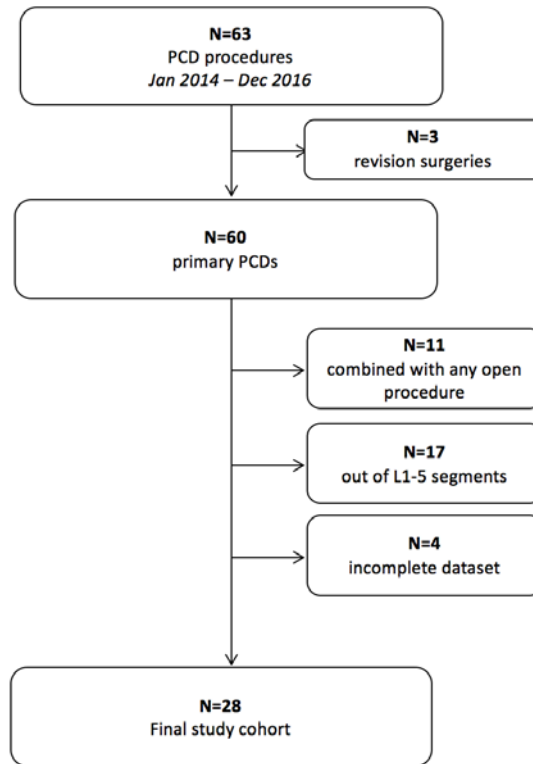 N=63
PCD procedures
Jan 2014 – Dec 2016
N=3
revision surgeries
N=60
primary PCDs
N=11
combined with any open
procedure
N=17
out of L1-5 segments
N=4
incomplete dataset
N=28
Final study cohort